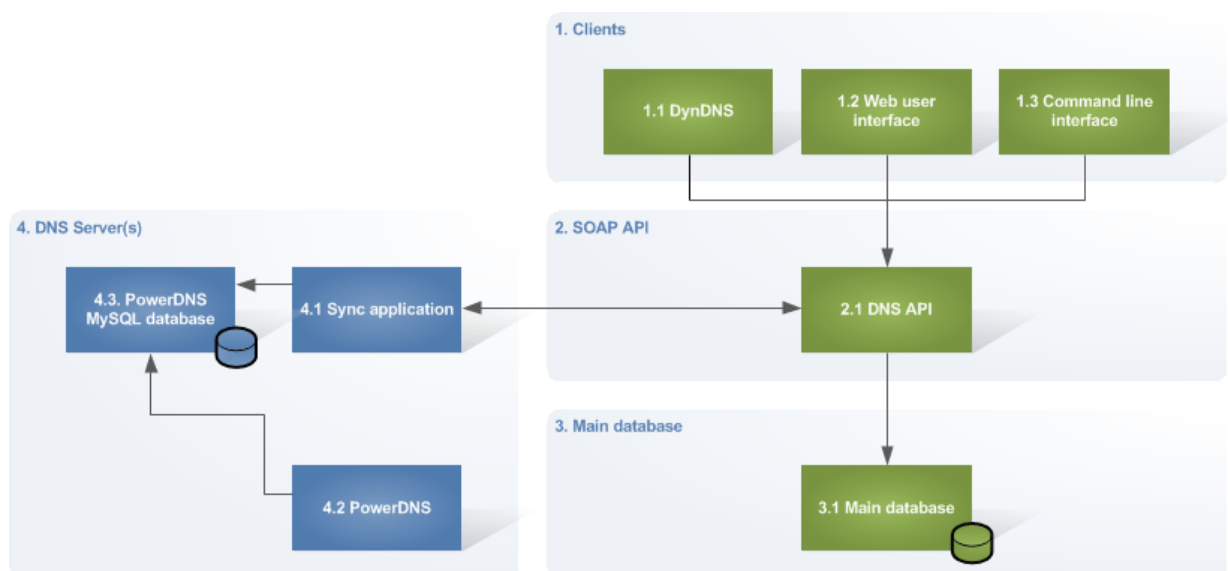 1. Clients
1.1 DynDNS
1.2 Web user
interface
1.3 Command line
interface
4. DNS Server(s)
4.3. PowerDNS
MySQL database
4.1 Sync application
4.2 PowerDNS
2. SOAP API
2.1 DNS API
3. Main database
3.1 Main database